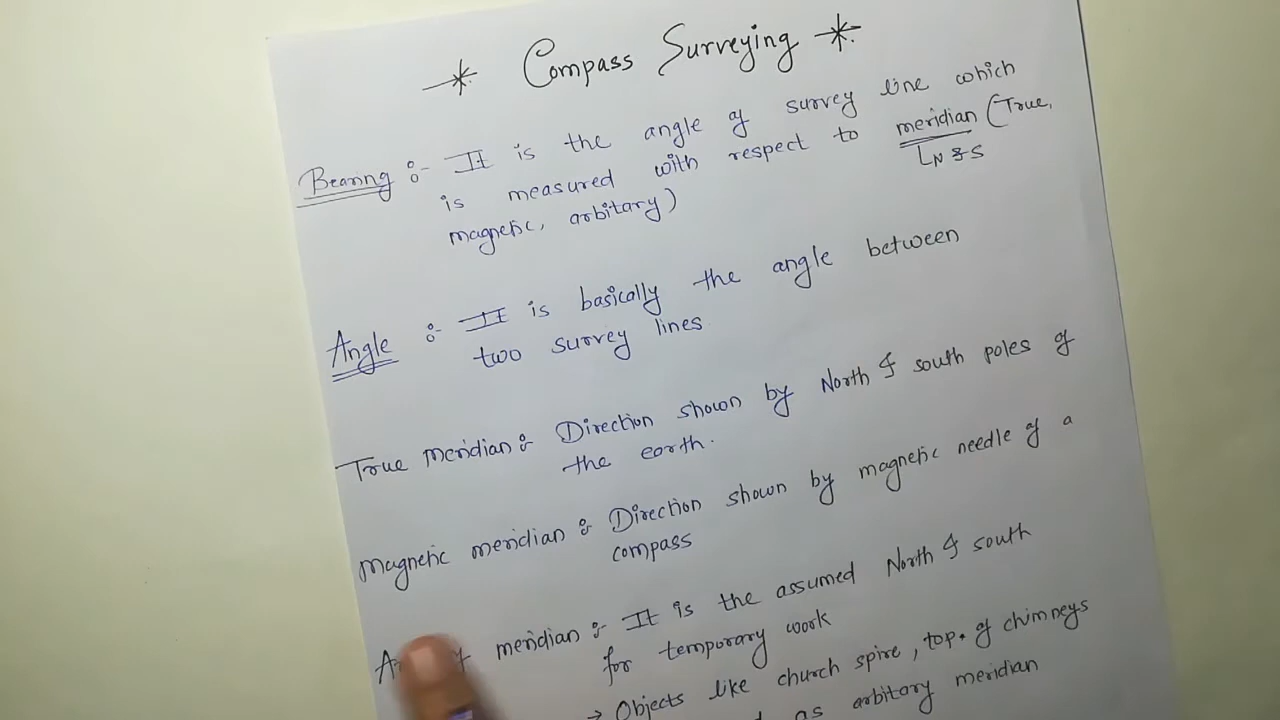 * Compass Surveying *
Bearing :- It is the angle of survey line which
is measured with respect to meridian (True,
N & S
magnetic, arbitary)
Angle :- It is basically the angle between
two survey lines
True meridian :- Direction shown by North & south poles of
the earth.
Magnetic meridian :- Direction shown by magnetic needle of a
compass
meridian :- It is the assumed North & south
for temporary work
→ Objects like church spire, top of chimneys
as arbitary meridian